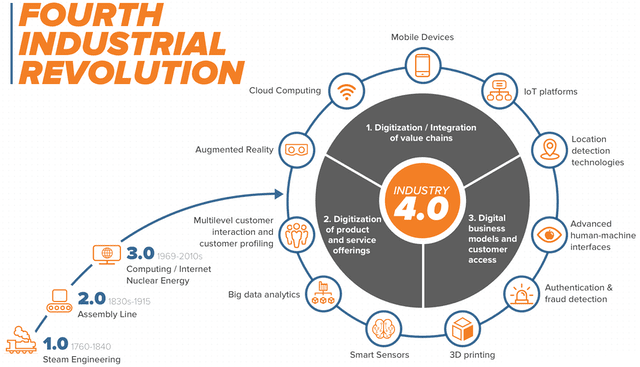 FOURTH
INDUSTRIAL
REVOLUTION
Mobile Devices
Cloud Computing
IoT platforms
1. Digitization / Integration
of value chains
Augmented Reality
Location
detection
technologies
INDUSTRY
4.0
Multilevel customer
interaction and
customer profiling
2. Digitization
of product
and service
offerings
3. Digital
business
models and
customer
access
Advanced
human-machine
interfaces
3.0 1969-2010s
Computing / Internet
Nuclear Energy
Big data analytics
Authentication &
fraud detection
2.0 1830s-1915
Assembly Line
1.0 1760-1840
Steam Engineering
Smart Sensors
3D printing